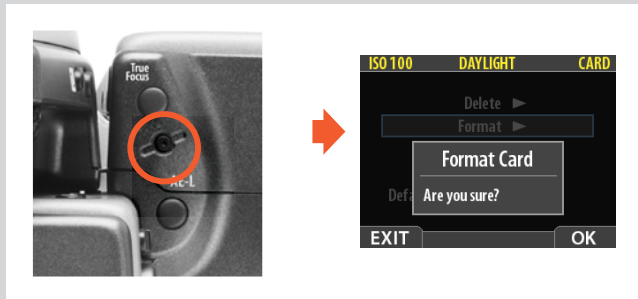 True
Focus
AE-L
ISO 100 DAYLIGHT CARD
Delete
Format
Format Card
Are you sure?
EXIT OK